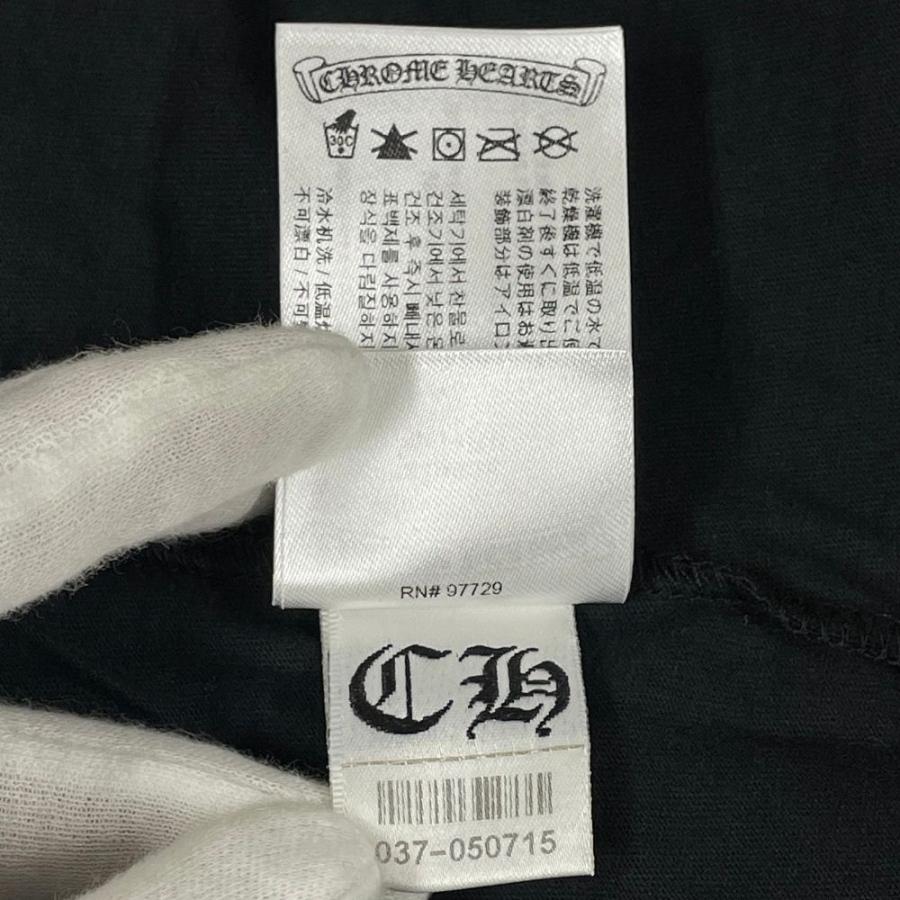 CHROME HEARTS
30C
洗濯機で低温の水で
乾燥機は低温でご使
終了後すぐに取り出
漂白剤の使用はお
装飾部分はアイロン
세탁기에서 찬물로
건조기에서 낮은 온
건조 후 즉시 빼내
표백제를 사용하지
장식을 다림질하지
冷水机洗/低温
不可漂白/不可
RN# 97729
CH
037-050715